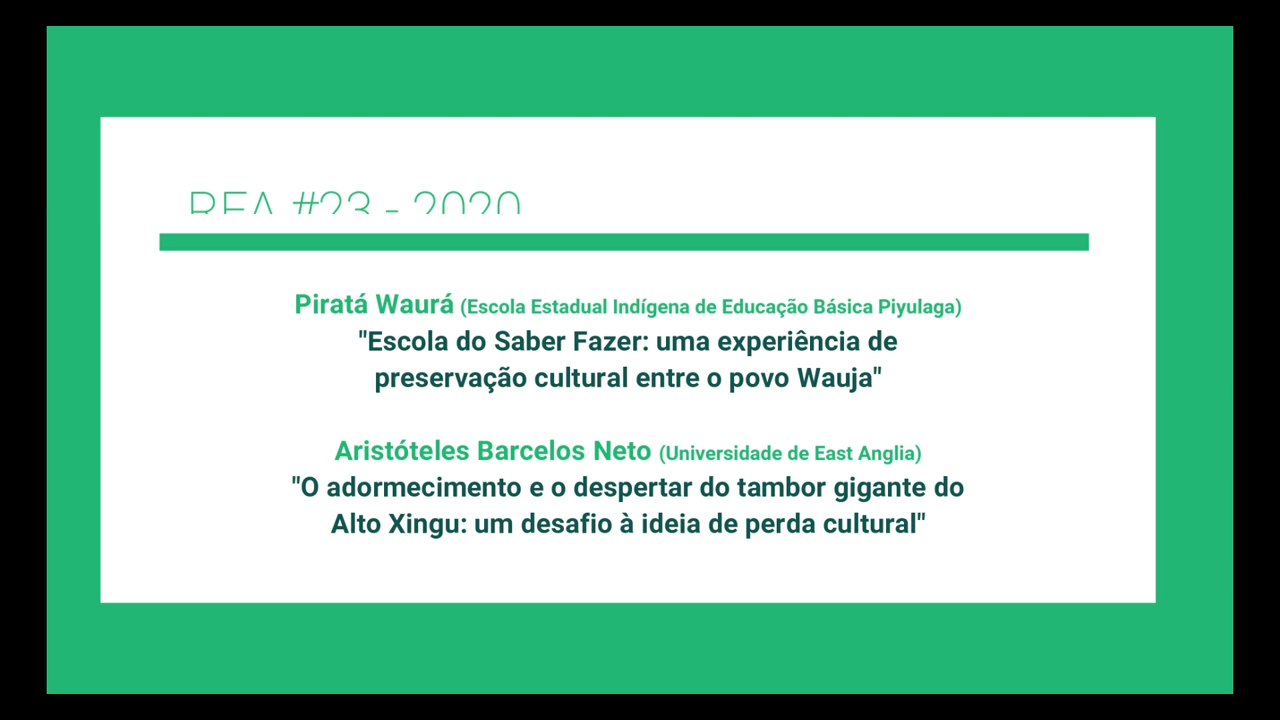 #23 - 2020
Piratá Waurá (Escola Estadual Indígena de Educação Básica Piyulaga)
"Escola do Saber Fazer: uma experiência de
preservação cultural entre o povo Wauja"
Aristóteles Barcelos Neto (Universidade de East Anglia)
"O adormecimento e o despertar do tambor gigante do
Alto Xingu: um desafio à ideia de perda cultural"